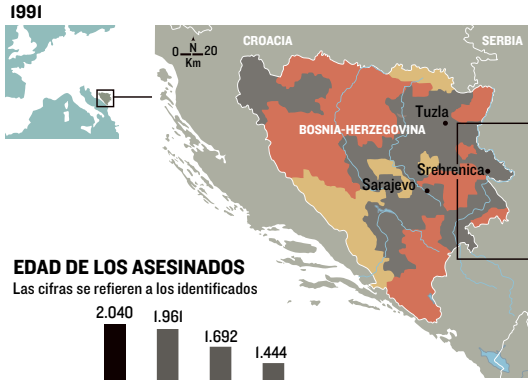 1991
CROACIA
SERBIA
0 N 20
Km
Tuzla
BOSNIA-HERZEGOVINA
Srebrenica
Sarajevo
EDAD DE LOS ASESINADOS
Las cifras se refieren a los identificados
2.040
1.961
1.692
1.444